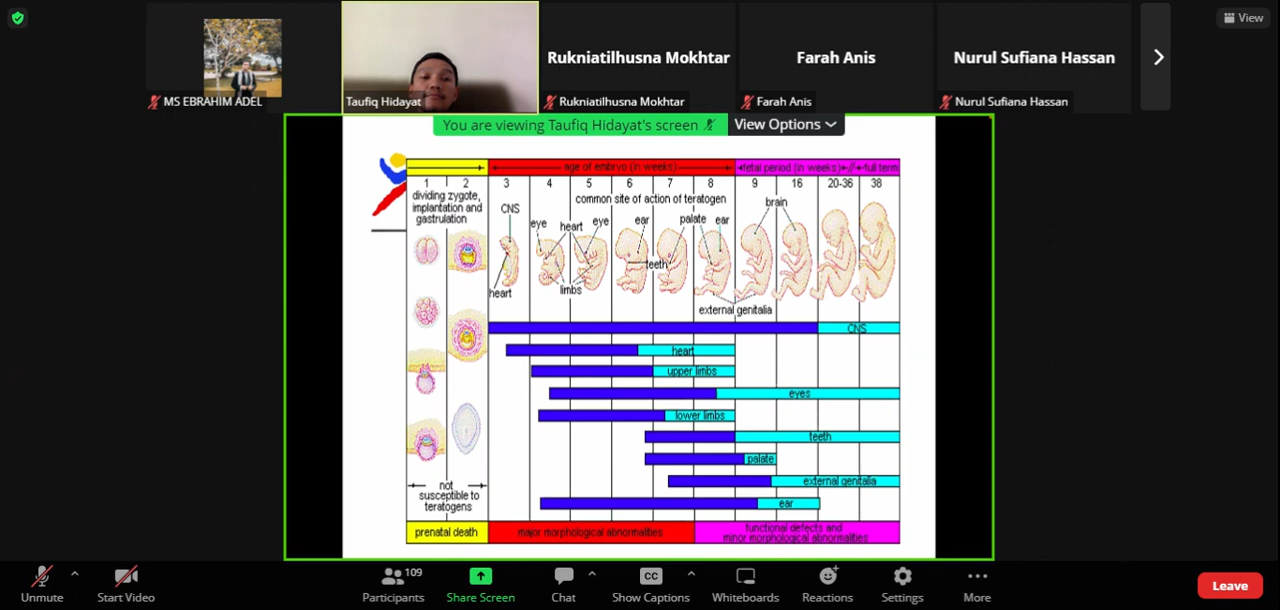 View
Rukniatilhusna Mokhtar
Farah Anis
Nurul Sufiana Hassan
MS EBRAHIM ADEL
Taufiq Hidayat
Rukniatilhusna Mokhtar
Farah Anis
Nurul Sufiana Hassan
You are viewing Taufiq Hidayat's screen
View Options
age of embryo (in weeks)
fetal period (in weeks)
full term
1 2 3 4 5 6 7 8 9 16 20-36 38
dividing zygote,
implantation and
gastrulation
common site of action of teratogen
CNS
eye
heart
eye
ear
palate
ear
brain
teeth
limbs
heart
external genitalia
CNS
heart
upper limbs
eyes
lower limbs
teeth
palate
external genitalia
ear
not
susceptible to
teratogens
prenatal death
major morphological abnormalities
functional defects and
minor morphological abnormalities
109
Unmute
Start Video
Participants
Share Screen
Chat
CC
Show Captions
Whiteboards
Reactions
Settings
More
Leave